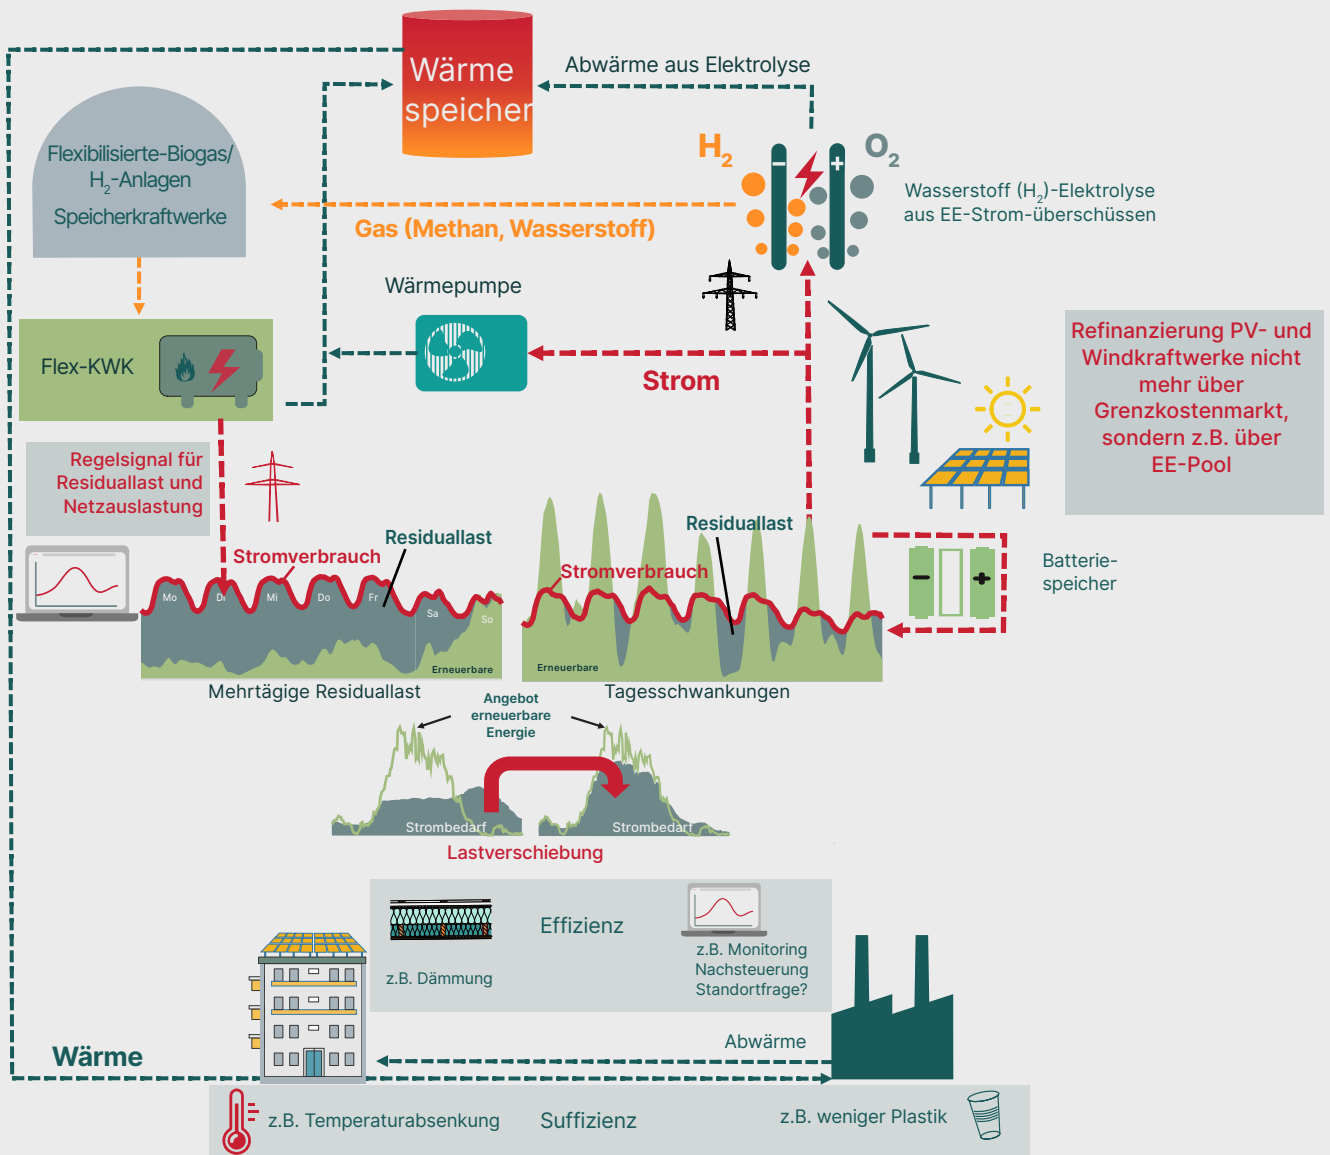 Wärme
speicher
Abwärme aus Elektrolyse
Flexibilisierte-Biogas/
H₂-Anlagen
Speicherkraftwerke
H₂
O₂
−
+
Wasserstoff (H₂)-Elektrolyse
aus EE-Strom-überschüssen
Gas (Methan, Wasserstoff)
Wärmepumpe
Strom
Flex-KWK
Refinanzierung PV- und
Windkraftwerke nicht
mehr über
Grenzkostenmarkt,
sondern z.B. über
EE-Pool
Regelsignal für
Residuallast und
Netzauslastung
Residuallast
Stromverbrauch
Mo
Di
Mi
Do
Fr
Sa
So
Erneuerbare
Mehrtägige Residuallast
Residuallast
Stromverbrauch
Erneuerbare
Tagesschwankungen
−
+
Batterie-
speicher
Angebot
erneuerbare
Energie
Strombedarf
Strombedarf
Lastverschiebung
Effizienz
z.B. Dämmung
z.B. Monitoring
Nachsteuerung
Standortfrage?
Abwärme
Wärme
z.B. Temperaturabsenkung
Suffizienz
z.B. weniger Plastik